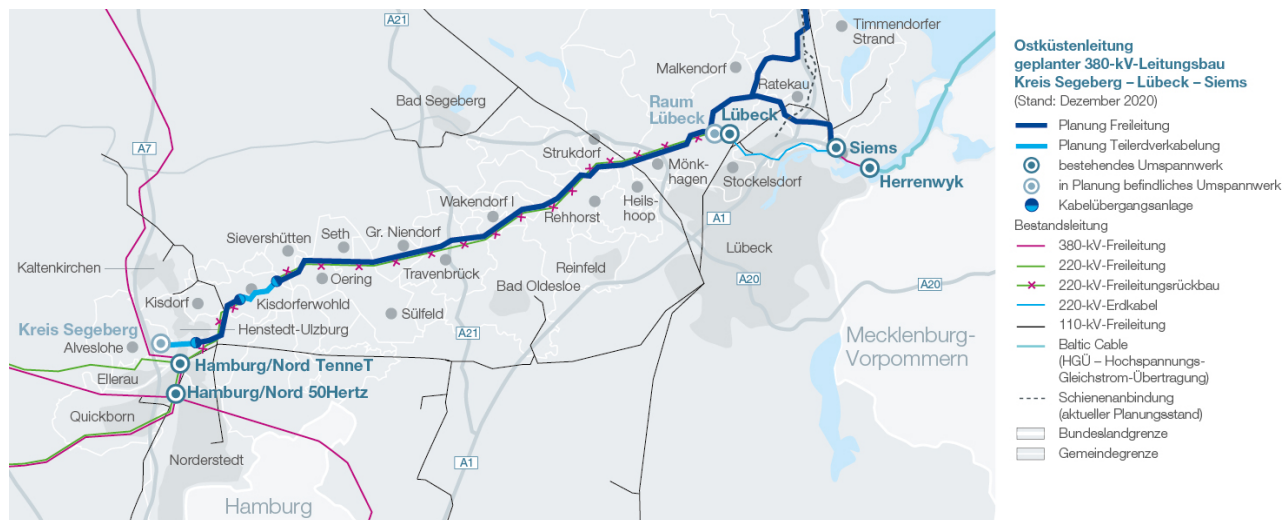 A21
Timmendorfer
Strand
Malkendorf
Ratekau
Bad Segeberg
Raum
Lübeck
Lübeck
A7
Strukdorf
Siems
Mönk-
hagen
Stockelsdorf
Herrenwyk
Wakendorf I
Rehhorst
Heils-
hoop
A1
Sievershütten
Seth
Gr. Niendorf
Lübeck
Kaltenkirchen
Oering
Travenbrück
Reinfeld
A20
A20
Kisdorf
Kisdorferwohld
Bad Oldesloe
Sülfeld
Kreis Segeberg
Henstedt-Ulzburg
A21
Mecklenburg-
Vorpommern
Alveslohe
Hamburg/Nord TenneT
Ellerau
Hamburg/Nord 50Hertz
Quickborn
Norderstedt
A1
Hamburg
Ostküstenleitung
geplanter 380-kV-Leitungsbau
Kreis Segeberg – Lübeck – Siems
(Stand: Dezember 2020)
Planung Freileitung
Planung Teilerdverkabelung
bestehendes Umspannwerk
in Planung befindliches Umspannwerk
Kabelübergangsanlage
Bestandsleitung
380-kV-Freileitung
220-kV-Freileitung
220-kV-Freileitungsrückbau
220-kV-Erdkabel
110-kV-Freileitung
Baltic Cable
(HGÜ – Hochspannungs-
Gleichstrom-Übertragung)
Schienenanbindung
(aktueller Planungsstand)
Bundeslandgrenze
Gemeindegrenze